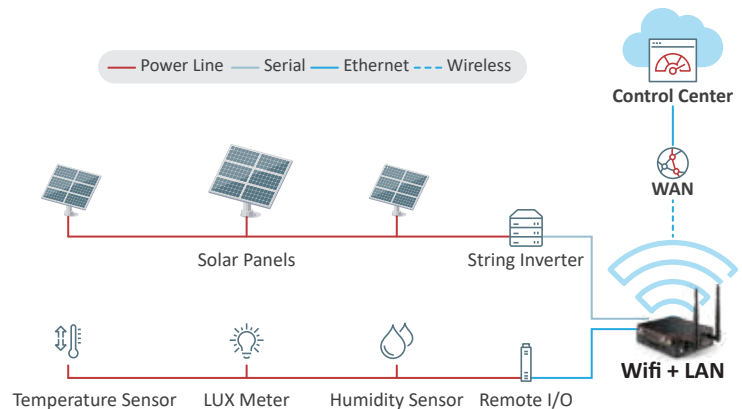 Power Line Serial Ethernet Wireless
Control Center
WAN
Solar Panels String Inverter
Wifi + LAN
Temperature Sensor LUX Meter Humidity Sensor Remote I/O